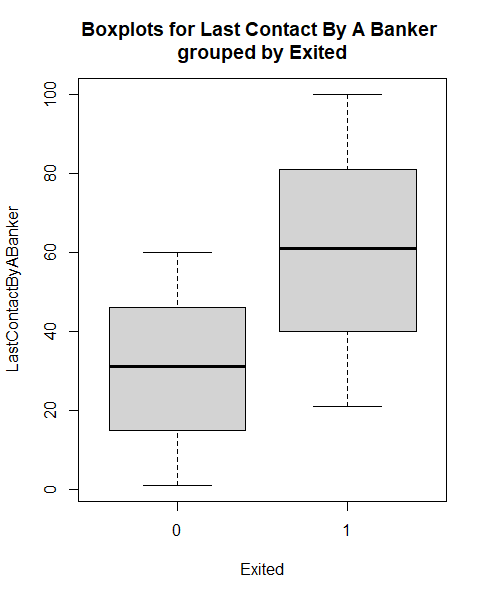 Boxplots for Last Contact By A Banker
grouped by Exited
100
80
60
40
20
0
LastContactByABanker
0 1
Exited